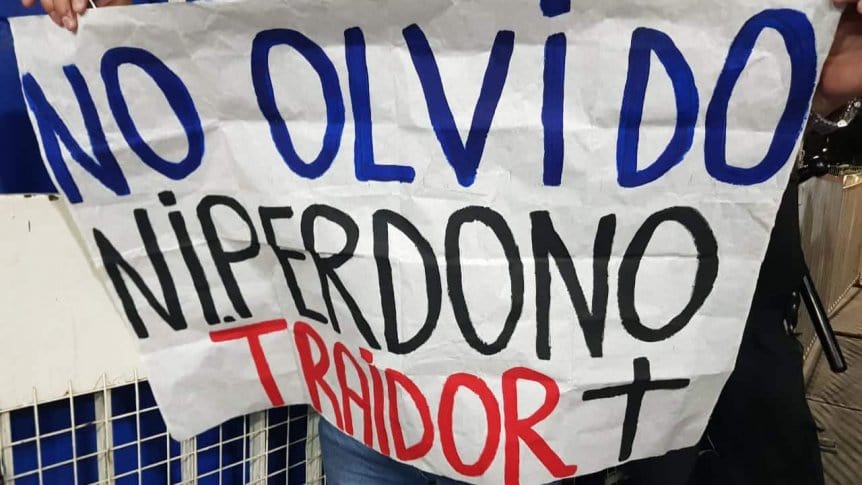 NO OLVIDO
NI PERDONO
TRAIDOR †